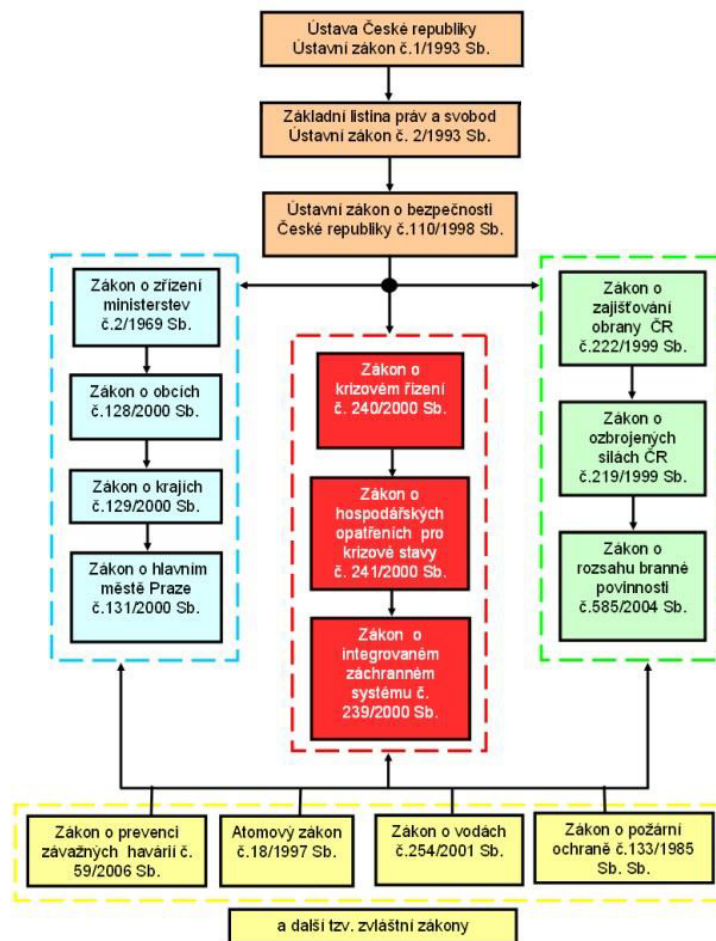 Ústava České republiky
Ústavní zákon č.1/1993 Sb.
Základní listina práv a svobod
Ústavní zákon č. 2/1993 Sb.
Ústavní zákon o bezpečnosti
České republiky č.110/1998 Sb.
Zákon o zřízení
ministerstev
č.2/1969 Sb.
Zákon o obcích
č.128/2000 Sb.
Zákon o krajích
č.129/2000 Sb.
Zákon o hlavním
městě Praze
č.131/2000 Sb.
Zákon o
krizovém řízení
č. 240/2000 Sb.
Zákon o
hospodářských
opatřeních pro
krizové stavy
č. 241/2000 Sb.
Zákon o
integrovaném
záchranném
systému č.
239/2000 Sb.
Zákon o
zajišťování
obrany ČR
č.222/1999 Sb.
Zákon o
ozbrojených
silách ČR
č.219/1999 Sb.
Zákon o
rozsahu branné
povinnosti
č.585/2004 Sb.
Zákon o prevenci
závažných havárií č.
59/2006 Sb.
Atomový zákon
č.18/1997 Sb.
Zákon o vodách
č.254/2001 Sb.
Zákon o požární
ochraně č.133/1985
Sb. Sb.
a další tzv. zvláštní zákony